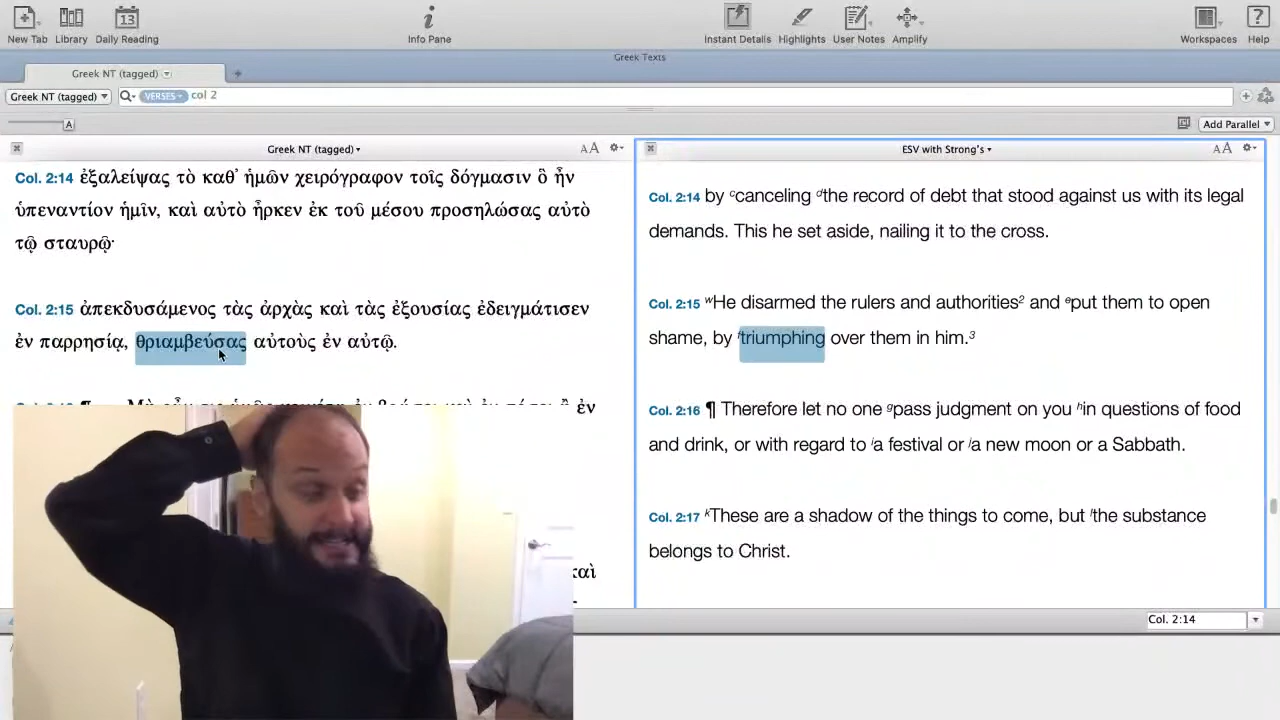 New Tab Library Daily Reading Info Pane Instant Details Highlights User Notes Amplify Workspaces Help
13
Greek Texts
Greek NT (tagged)
Greek NT (tagged) VERSES col 2
A Add Parallel
Greek NT (tagged) AA
Col. 2:14 ἐξαλείψας τὸ καθ᾽ ἡμῶν χειρόγραφον τοῖς δόγμασιν ὃ ἦν
ὑπεναντίον ἡμῖν, καὶ αὐτὸ ἦρκεν ἐκ τοῦ μέσου προσηλώσας αὐτὸ
τῷ σταυρῷ·
Col. 2:15 ἀπεκδυσάμενος τὰς ἀρχὰς καὶ τὰς ἐξουσίας ἐδειγμάτισεν
ἐν παρρησίᾳ, θριαμβεύσας αὐτοὺς ἐν αὐτῷ.
ἐν
καὶ
ESV with Strong's AA
Col. 2:14 by c canceling d the record of debt that stood against us with its legal
demands. This he set aside, nailing it to the cross.
Col. 2:15 w He disarmed the rulers and authorities2 and e put them to open
shame, by f triumphing over them in him.3
Col. 2:16 ¶ Therefore let no one g pass judgment on you h in questions of food
and drink, or with regard to i a festival or j a new moon or a Sabbath.
Col. 2:17 k These are a shadow of the things to come, but l the substance
belongs to Christ.
Col. 2:14